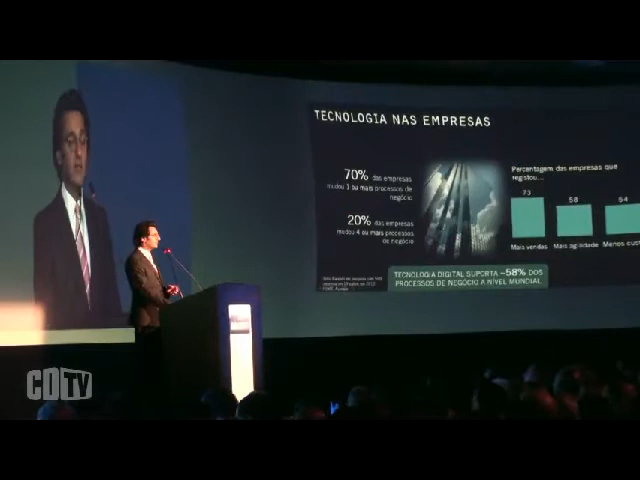 TECNOLOGIA NAS EMPRESAS
70% das empresas
mudou 1 ou mais processos de
negócio
20% das empresas
mudou 4 ou mais processos
de negócio
Percentagem das empresas que
registou...
73
58
54
Mais vendas
Mais agilidade
Menos cust
TECNOLOGIA DIGITAL SUPORTA ~58% DOS
PROCESSOS DE NEGÓCIO A NÍVEL MUNDIAL
CDTV